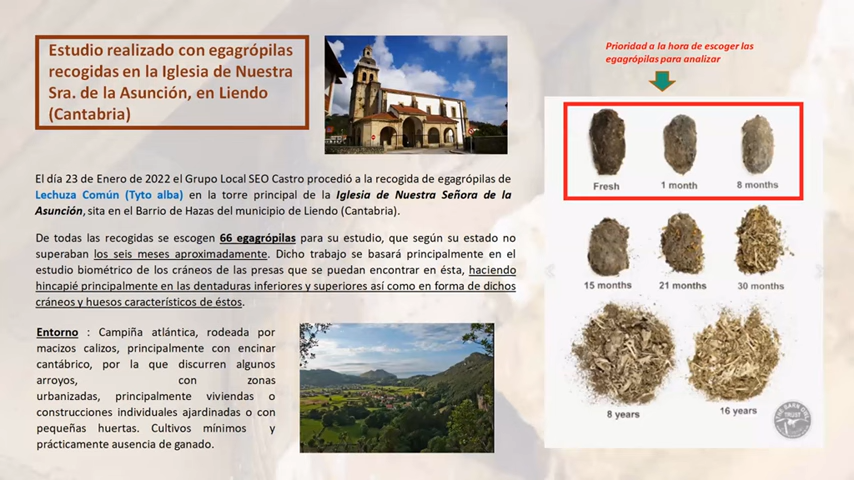 Estudio realizado con egagrópilas
recogidas en la Iglesia de Nuestra
Sra. de la Asunción, en Liendo
(Cantabria)
El día 23 de Enero de 2022 el Grupo Local SEO Castro procedió a la recogida de egagrópilas de
Lechuza Común (Tyto alba) en la torre principal de la Iglesia de Nuestra Señora de la
Asunción, sita en el Barrio de Hazas del municipio de Liendo (Cantabria).
De todas las recogidas se escogen 66 egagrópilas para su estudio, que según su estado no
superaban los seis meses aproximadamente. Dicho trabajo se basará principalmente en el
estudio biométrico de los cráneos de las presas que se puedan encontrar en ésta, haciendo
hincapié principalmente en las dentaduras inferiores y superiores así como en forma de dichos
cráneos y huesos característicos de éstos.
Entorno : Campiña atlántica, rodeada por
macizos calizos, principalmente con encinar
cantábrico, por la que discurren algunos
arroyos, con zonas
urbanizadas, principalmente viviendas o
construcciones individuales ajardinadas o con
pequeñas huertas. Cultivos mínimos y
prácticamente ausencia de ganado.
Prioridad a la hora de escoger las
egagrópilas para analizar
Fresh 1 month 8 months
15 months 21 months 30 months
8 years 16 years
THE BARN OWL
TRUST